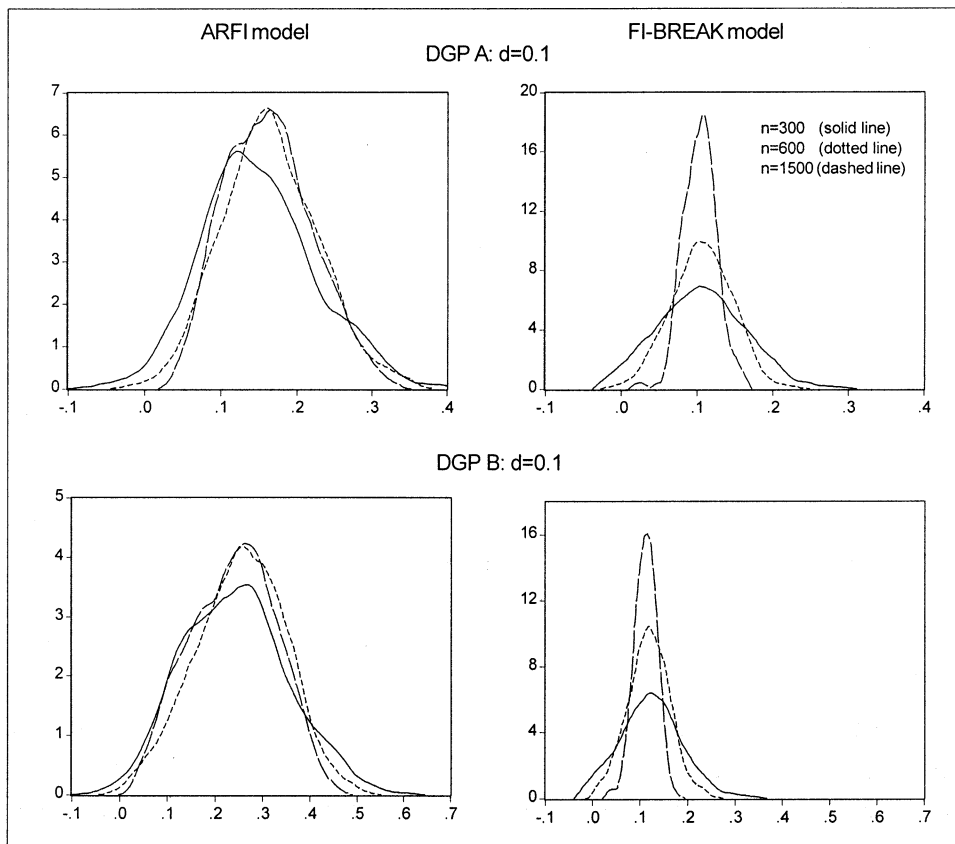 ARFI model
FI-BREAK model
DGP A: d=0.1
7
6
5
4
3
2
1
0
-.1 .0 .1 .2 .3 .4
20
16
12
8
4
0
n=300 (solid line)
n=600 (dotted line)
n=1500 (dashed line)
-.1 .0 .1 .2 .3 .4
DGP B: d=0.1
5
4
3
2
1
0
-.1 .0 .1 .2 .3 .4 .5 .6 .7
16
12
8
4
0
-.1 .0 .1 .2 .3 .4 .5 .6 .7